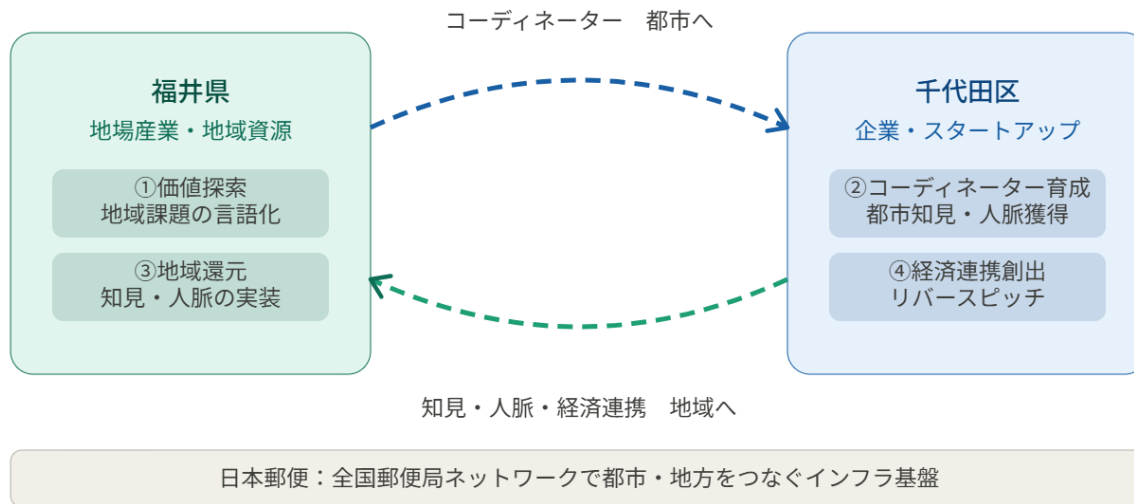 コーディネーター　都市へ
福井県
地場産業・地域資源
①価値探索
地域課題の言語化
③地域還元
知見・人脈の実装
千代田区
企業・スタートアップ
②コーディネーター育成
都市知見・人脈獲得
④経済連携創出
リバースピッチ
知見・人脈・経済連携　地域へ
日本郵便：全国郵便局ネットワークで都市・地方をつなぐインフラ基盤